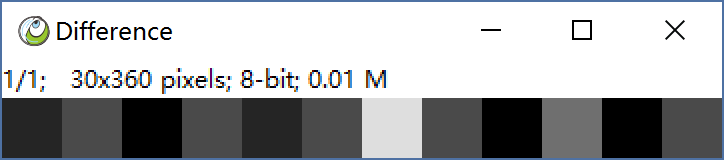 Difference
1/1; 30x360 pixels; 8-bit; 0.01 M